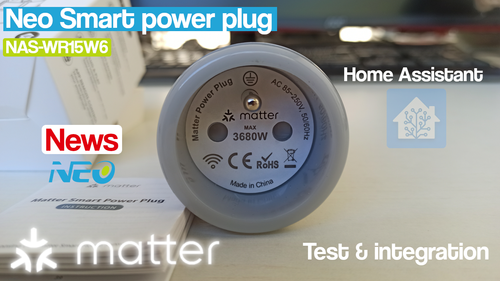 Neo Smart power plug
NAS-WR15W6
Home Assistant
News
NEO
Matter Power Plug
AC 85~250V, 50/60Hz
matter
MAX
3680W
CE RoHS
Made in China
Matter Smart Power Plug
INSTRUCTION
matter
Test & integration